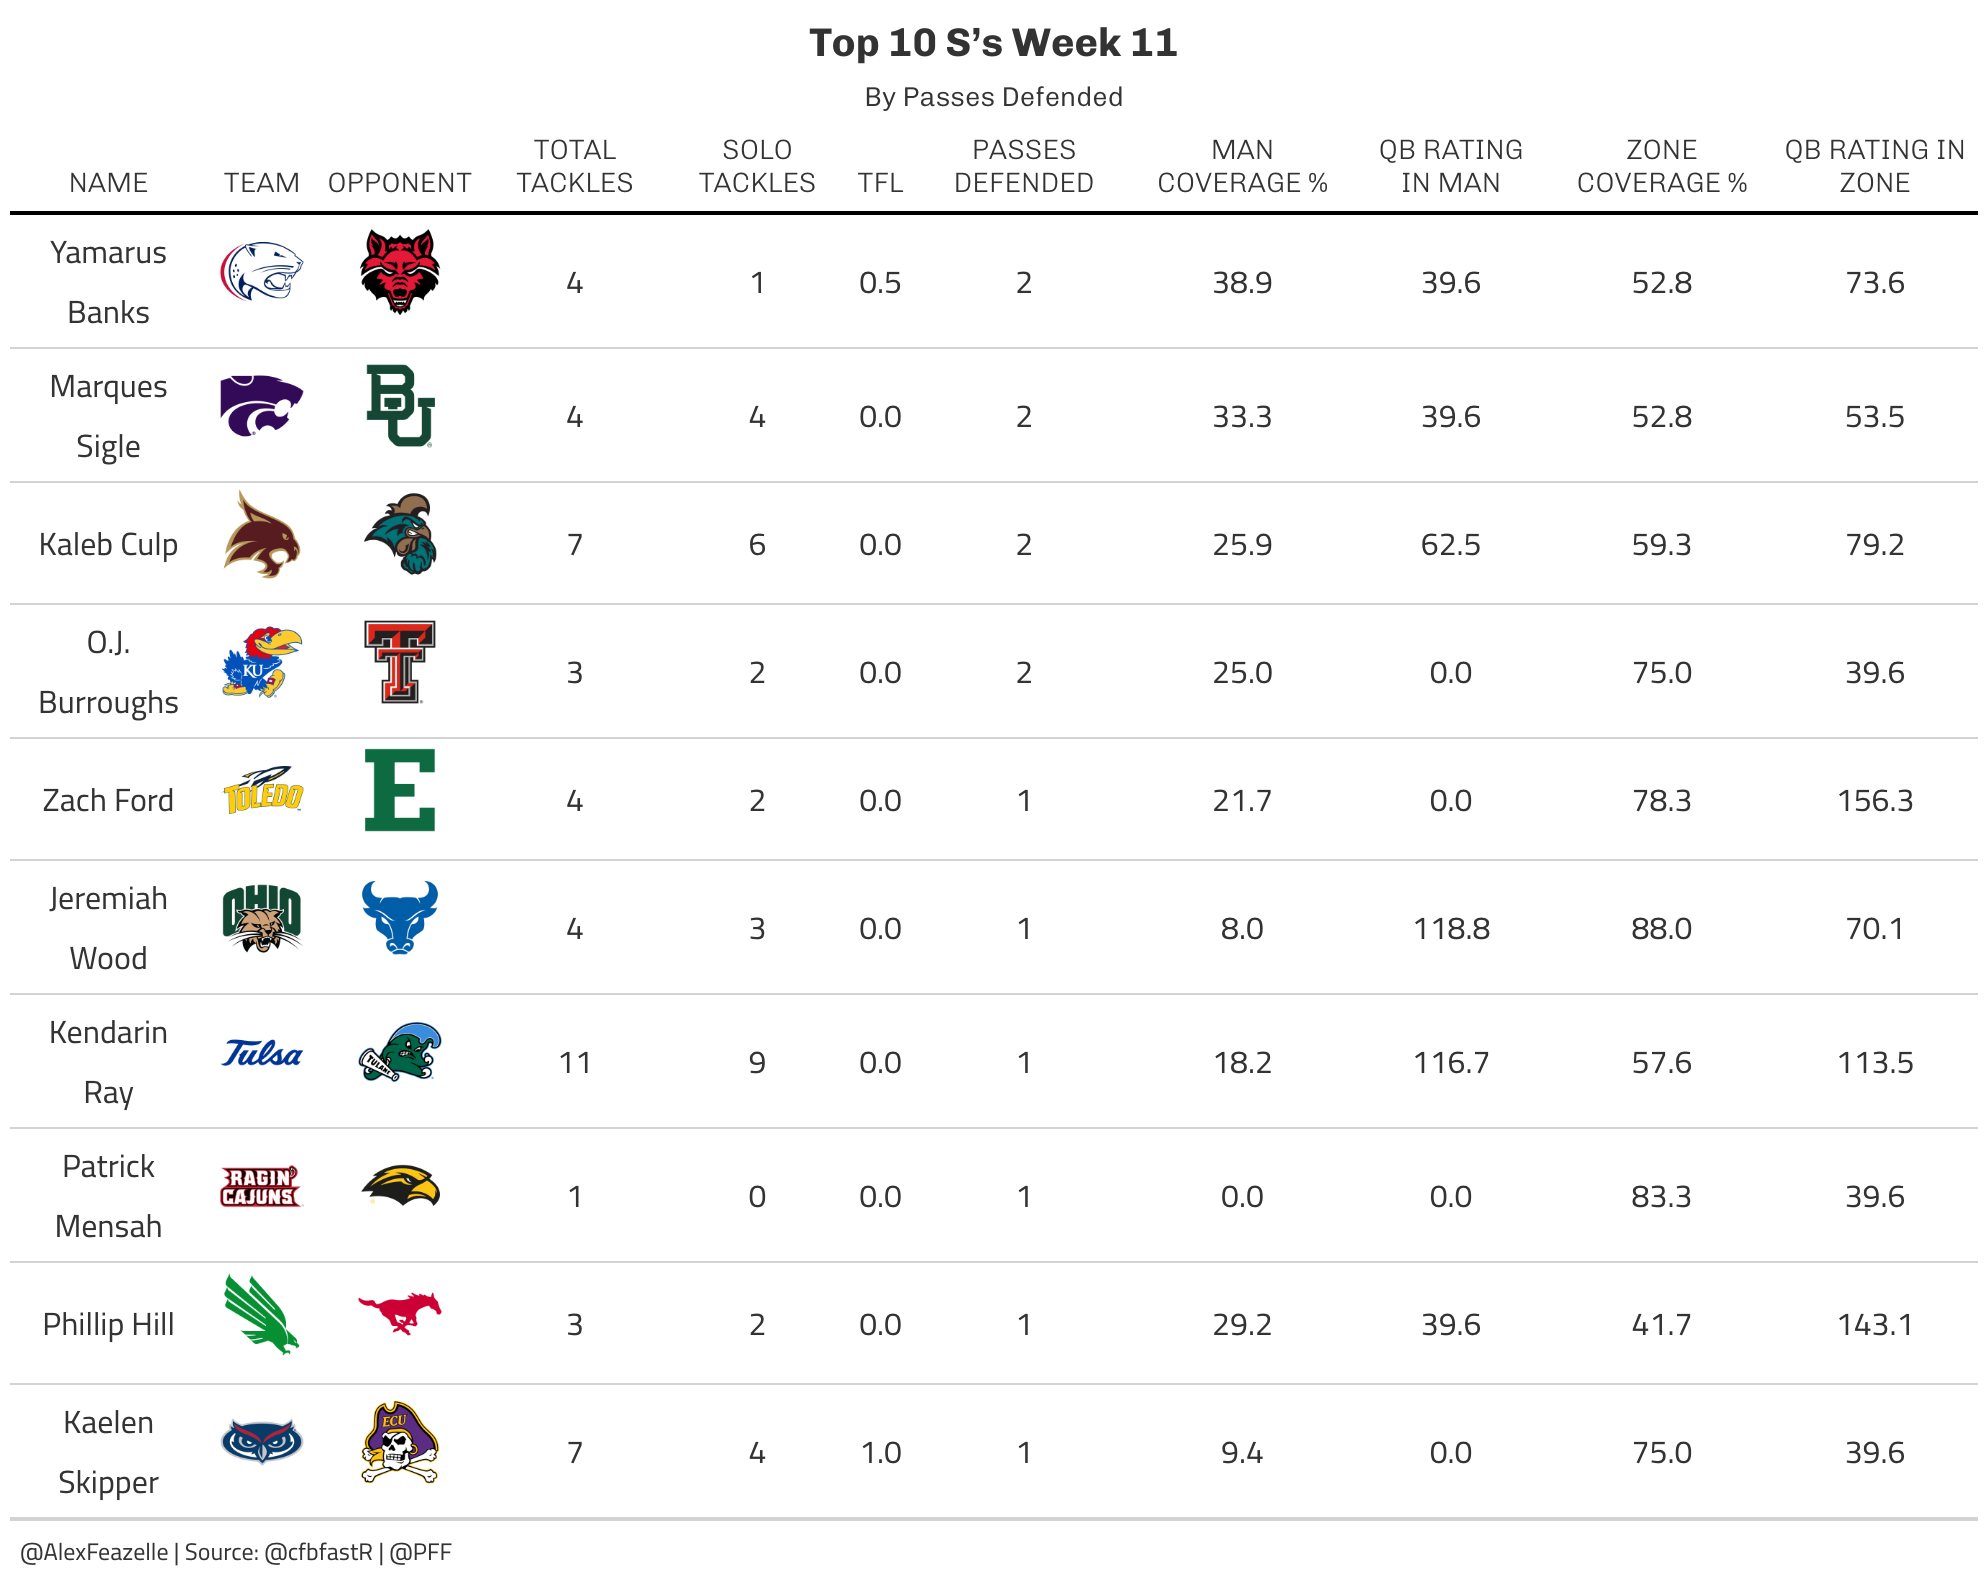 Top 10 S’s Week 11
By Passes Defended
NAME TEAM OPPONENT TOTAL TACKLES SOLO TACKLES TFL PASSES DEFENDED MAN COVERAGE % QB RATING IN MAN ZONE COVERAGE % QB RATING IN ZONE
Yamarus Banks 4 1 0.5 2 38.9 39.6 52.8 73.6
Marques Sigle BU 4 4 0.0 2 33.3 39.6 52.8 53.5
Kaleb Culp 7 6 0.0 2 25.9 62.5 59.3 79.2
O.J. Burroughs KU T 3 2 0.0 2 25.0 0.0 75.0 39.6
Zach Ford TOLEDO E 4 2 0.0 1 21.7 0.0 78.3 156.3
Jeremiah Wood OHIO 4 3 0.0 1 8.0 118.8 88.0 70.1
Kendarin Ray Tulsa TULANE 11 9 0.0 1 18.2 116.7 57.6 113.5
Patrick Mensah RAGIN' CAJUNS 1 0 0.0 1 0.0 0.0 83.3 39.6
Phillip Hill 3 2 0.0 1 29.2 39.6 41.7 143.1
Kaelen Skipper ECU 7 4 1.0 1 9.4 0.0 75.0 39.6
@AlexFeazelle | Source: @cfbfastR | @PFF